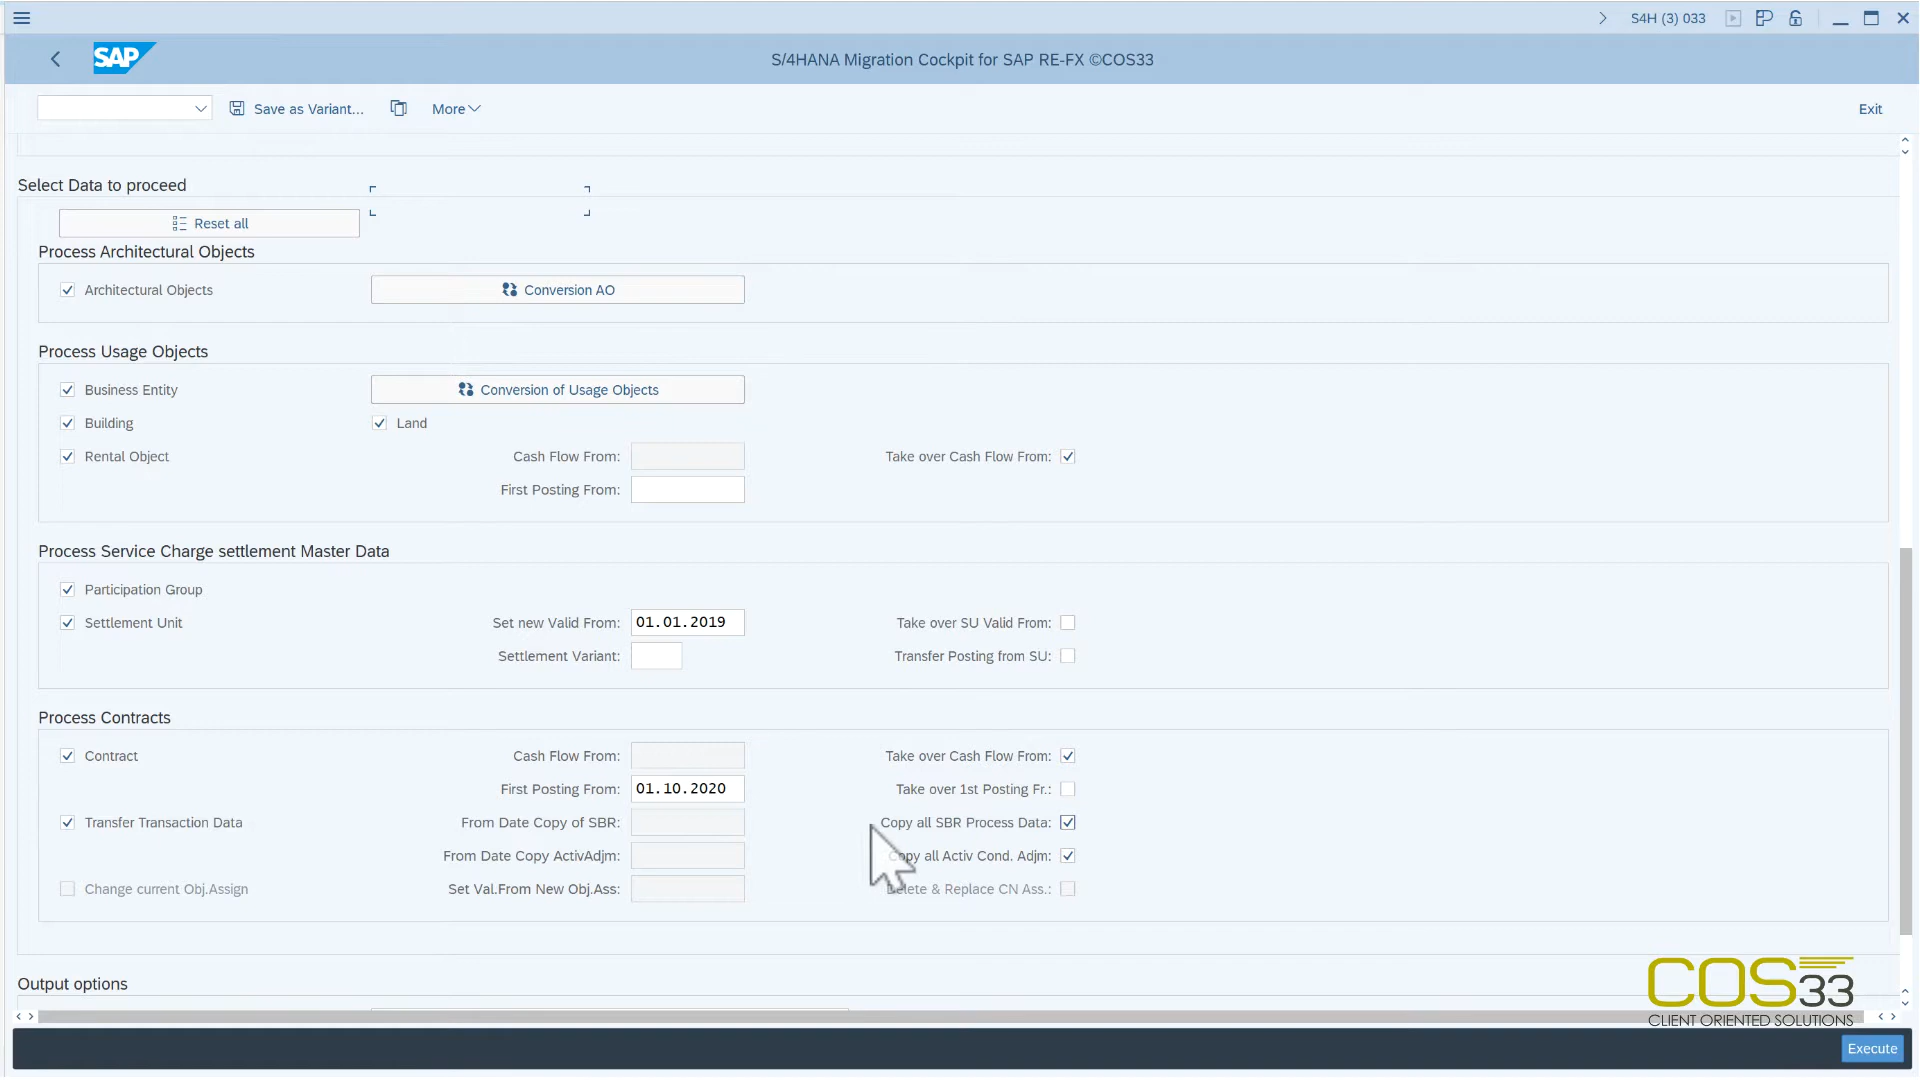 S4H (3) 033
SAP
S/4HANA Migration Cockpit for SAP RE-FX ©COS33
Save as Variant...
More
Exit
Select Data to proceed
Reset all
Process Architectural Objects
Architectural Objects
Conversion AO
Process Usage Objects
Business Entity
Conversion of Usage Objects
Building
Land
Rental Object
Cash Flow From:
Take over Cash Flow From:
First Posting From:
Process Service Charge settlement Master Data
Participation Group
Settlement Unit
Set new Valid From: 01.01.2019
Take over SU Valid From:
Settlement Variant:
Transfer Posting from SU:
Process Contracts
Contract
Cash Flow From:
Take over Cash Flow From:
First Posting From: 01.10.2020
Take over 1st Posting Fr.:
Transfer Transaction Data
From Date Copy of SBR:
Copy all SBR Process Data:
From Date Copy ActivAdjm:
Copy all Activ Cond. Adjm:
Change current Obj.Assign
Set Val.From New Obj.Ass:
Delete & Replace CN Ass.:
Output options
COS33
CLIENT ORIENTED SOLUTIONS
Execute